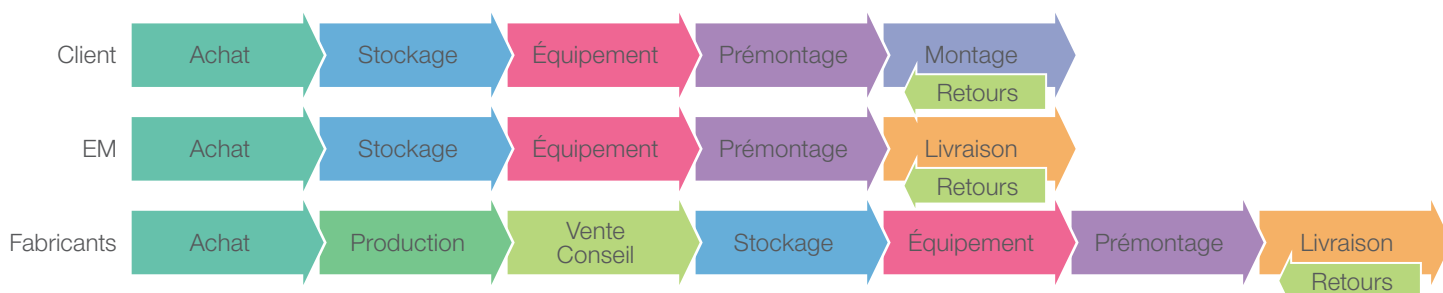 Client Achat Stockage Équipement Prémontage Montage
Retours
EM Achat Stockage Équipement Prémontage Livraison
Retours
Fabricants Achat Production Vente Conseil Stockage Équipement Prémontage Livraison
Retours